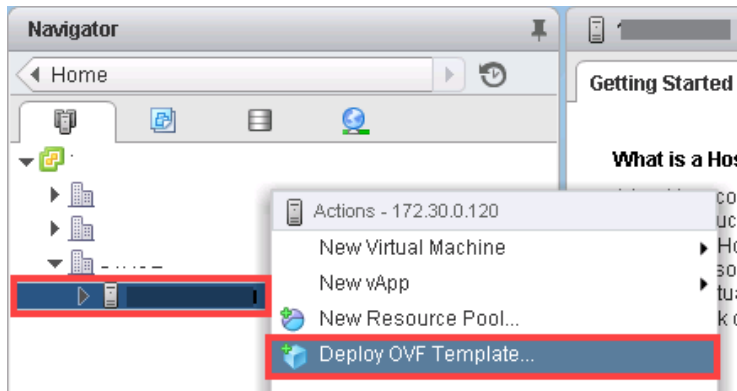 Navigator
Home
Getting Started
What is a Hos
Actions - 172.30.0.120
New Virtual Machine
New vApp
New Resource Pool...
Deploy OVF Template...